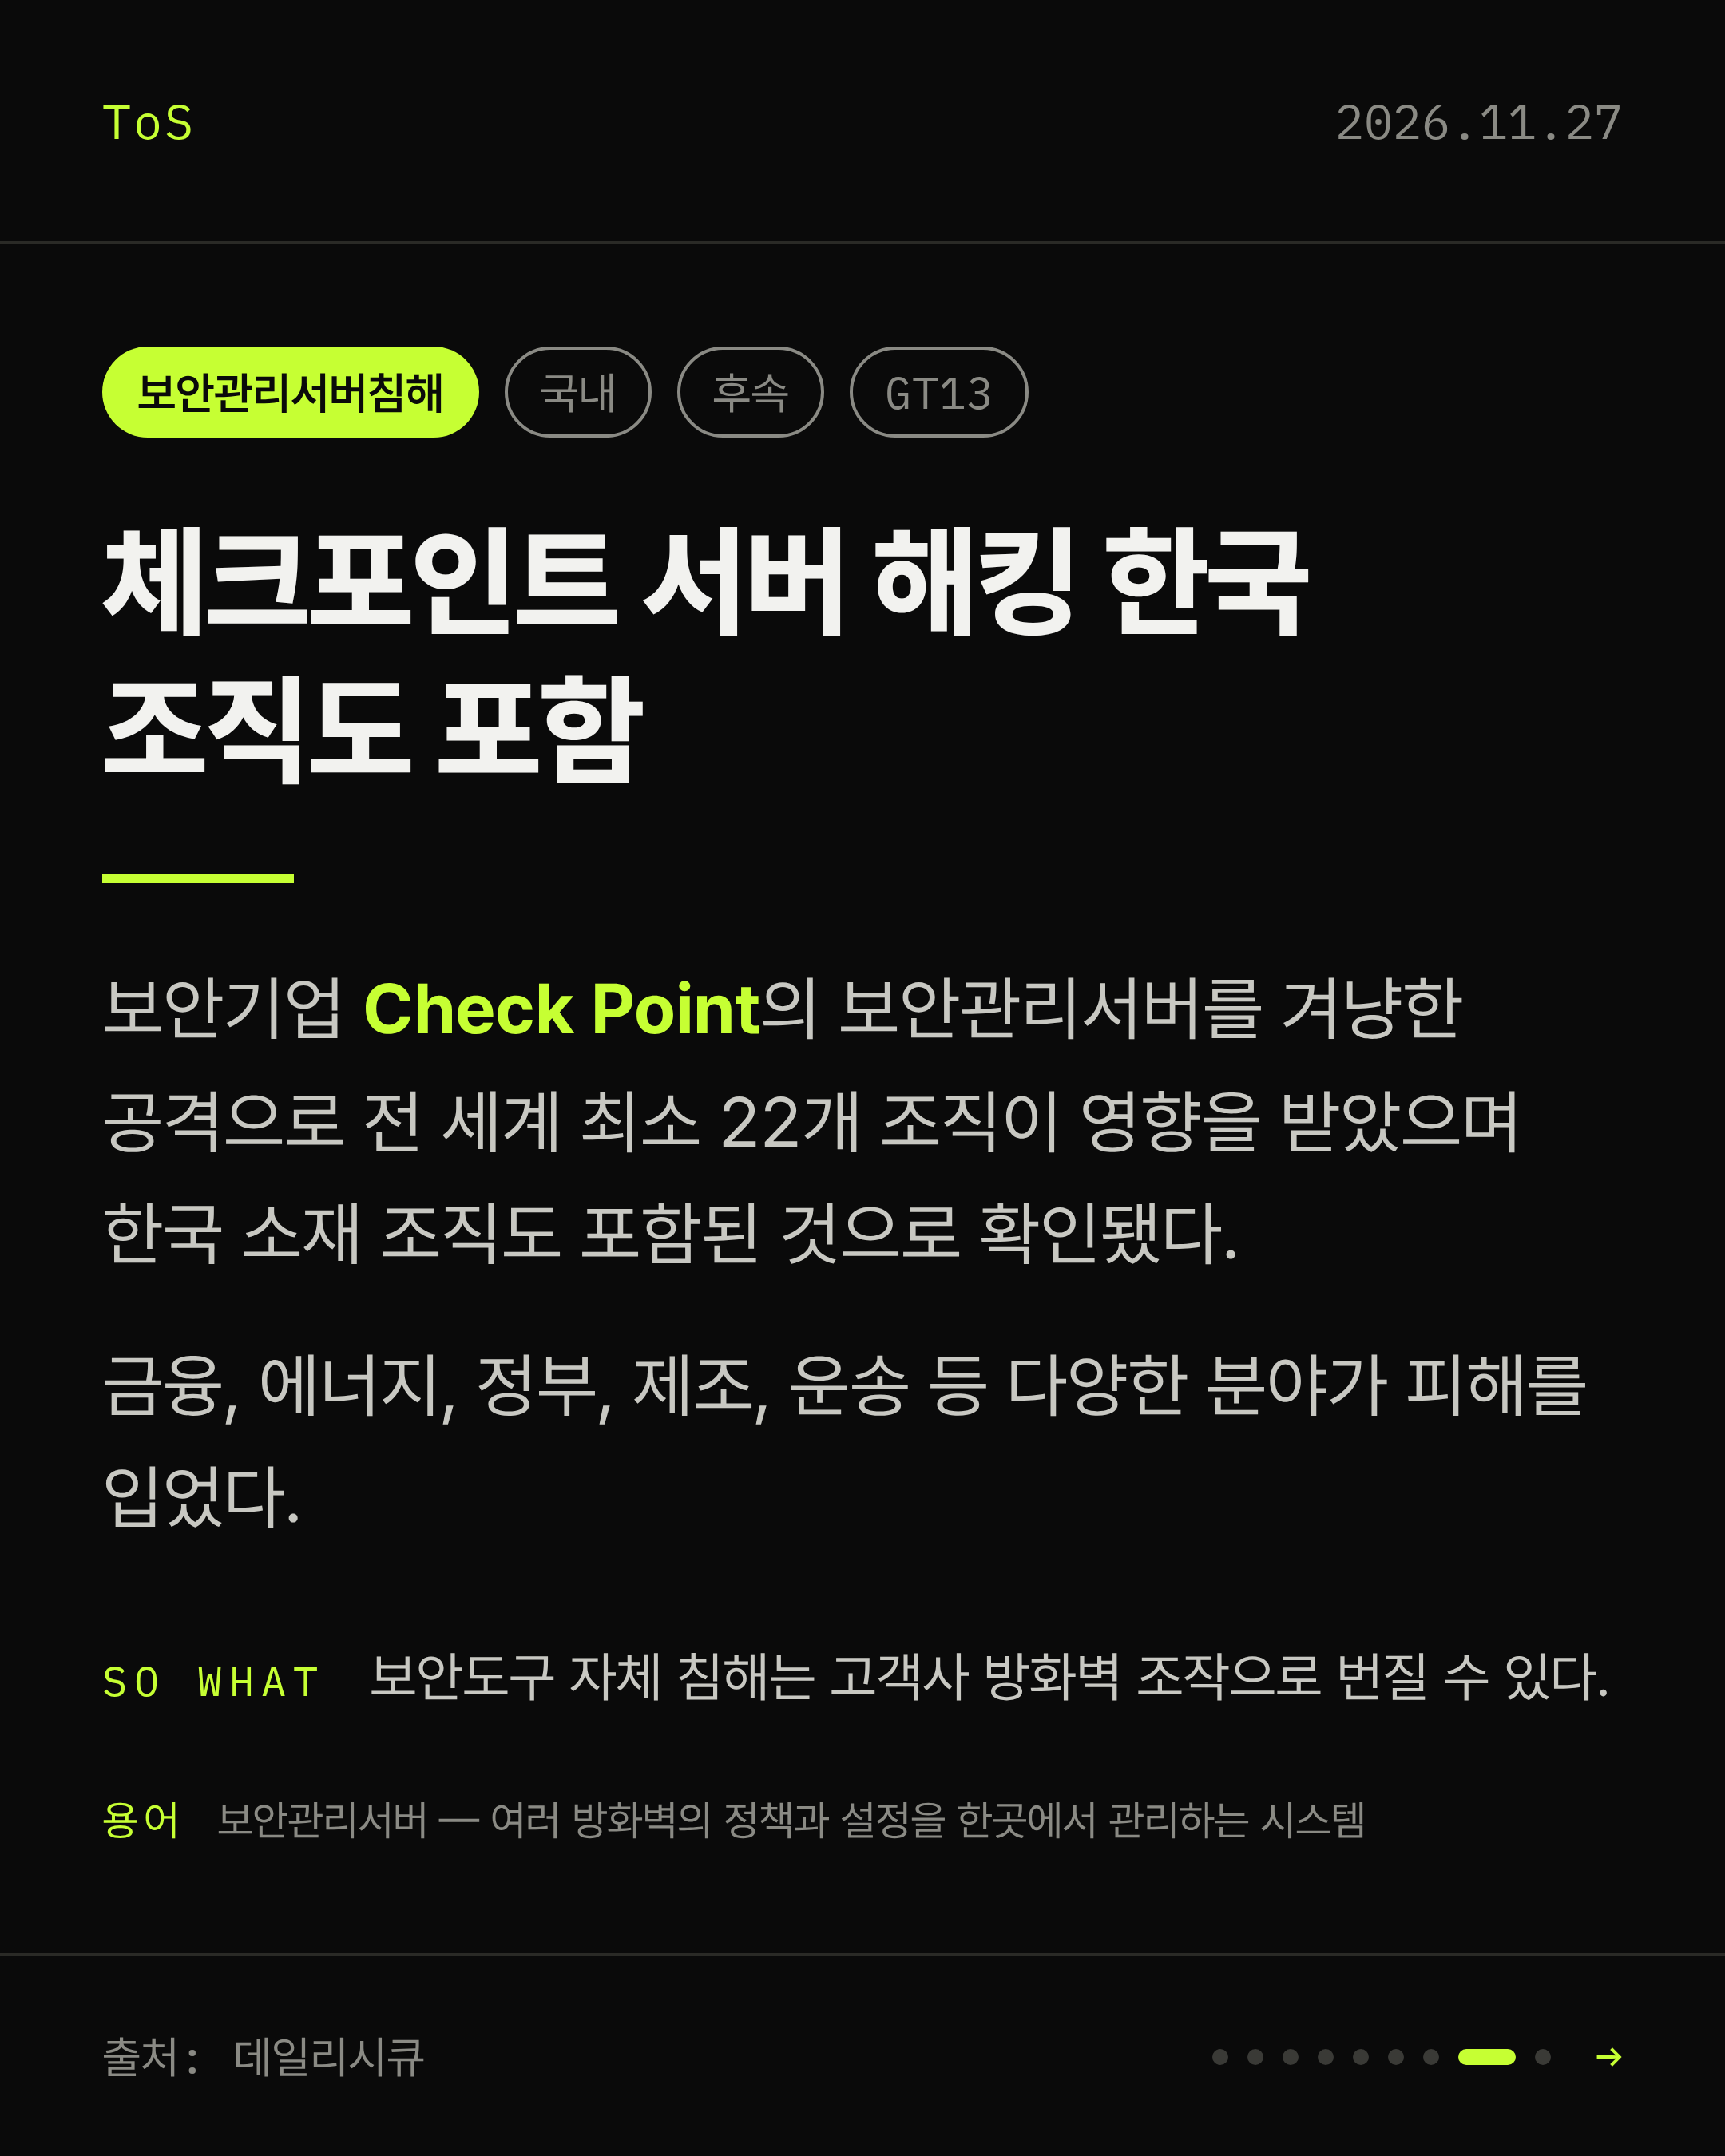 ToS
2026.11.27
보안관리서버침해
국내
후속
GT13
체크포인트 서버 해킹 한국
조직도 포함
보안기업 Check Point의 보안관리서버를 겨냥한
공격으로 전 세계 최소 22개 조직이 영향을 받았으며
한국 소재 조직도 포함된 것으로 확인됐다.
금융, 에너지, 정부, 제조, 운송 등 다양한 분야가 피해를
입었다.
SO WHAT 보안도구 자체 침해는 고객사 방화벽 조작으로 번질 수 있다.
용어 보안관리서버 — 여러 방화벽의 정책과 설정을 한곳에서 관리하는 시스템
출처: 데일리시큐
→